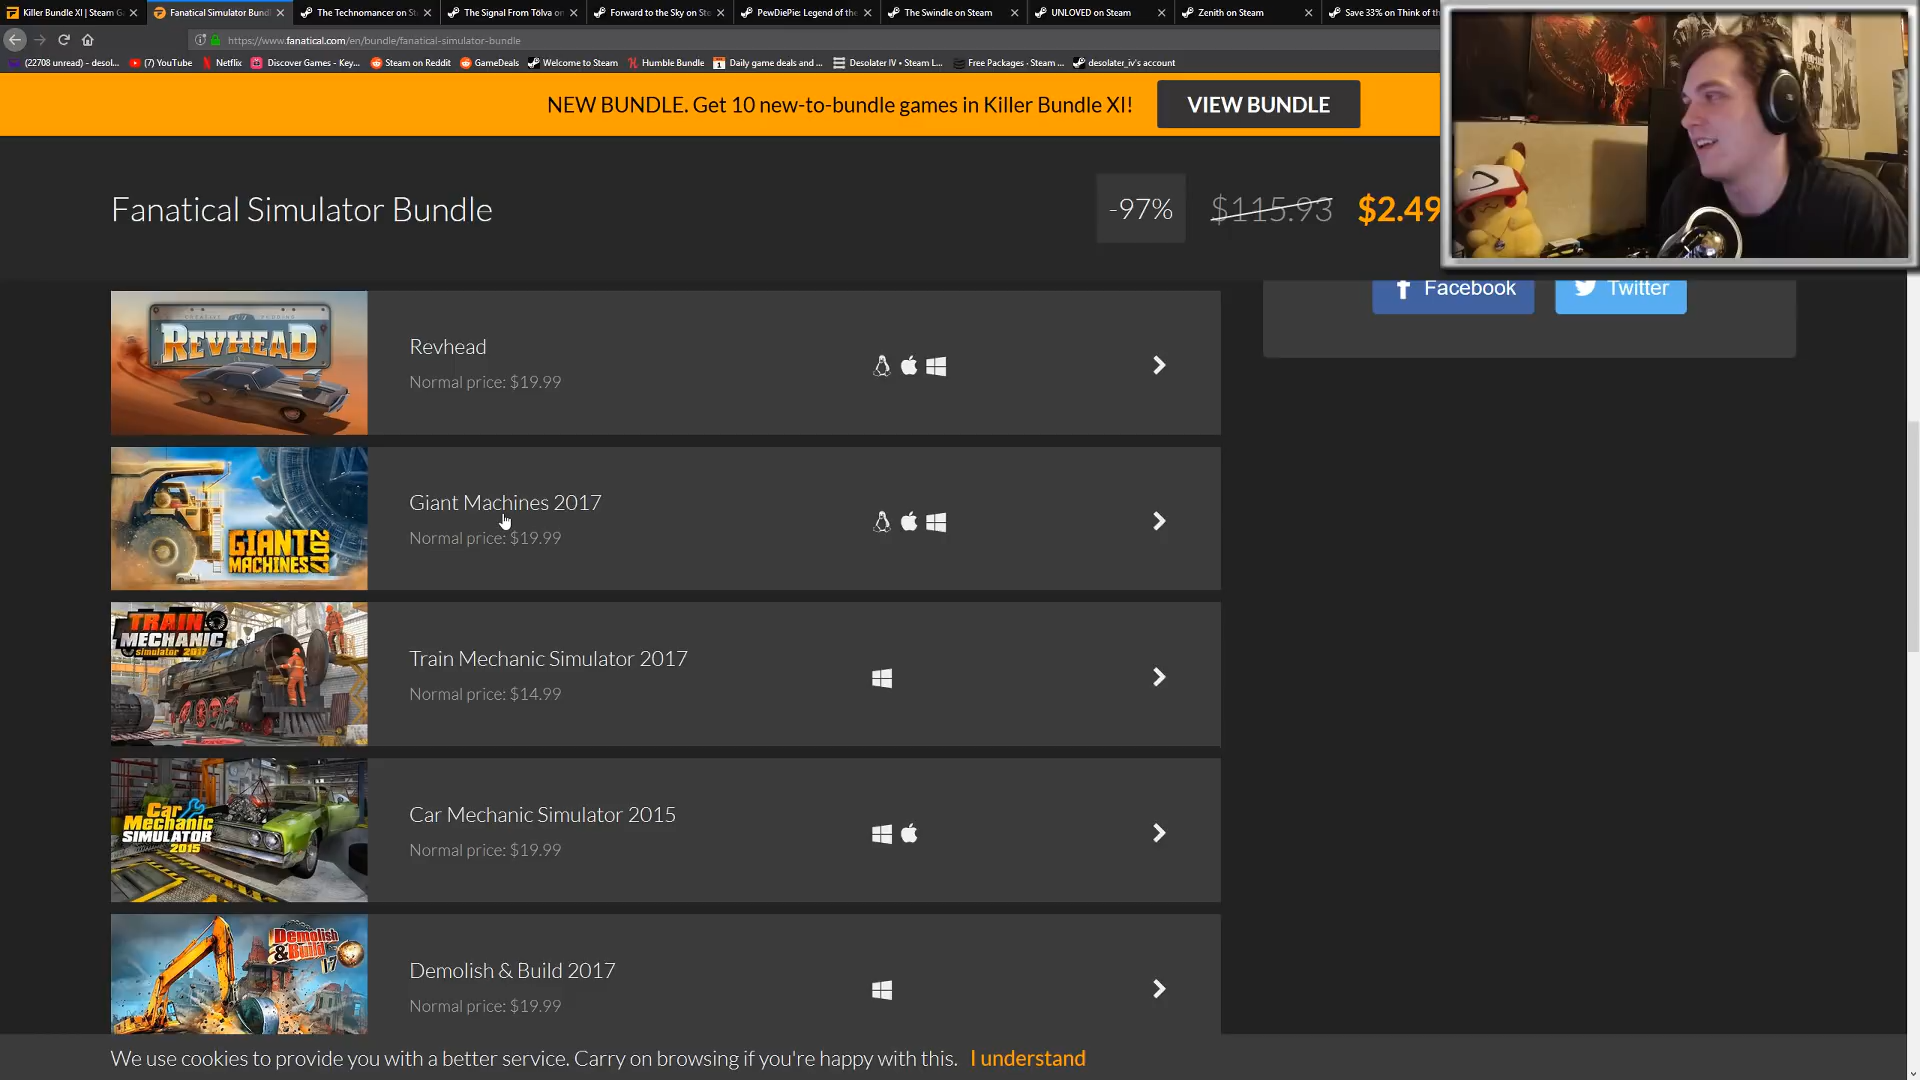 Killer Bundle XI | Steam G
Fanatical Simulator Bund
The Technomancer on St
The Signal From Tölva on
Forward to the Sky on Ste
PewDiePie: Legend of the
The Swindle on Steam
UNLOVED on Steam
Zenith on Steam
Save 33% on Think of th
https://www.fanatical.com/en/bundle/fanatical-simulator-bundle
(22708 unread) - desol...
(7) YouTube
Netflix
Discover Games - Key...
Steam on Reddit
GameDeals
Welcome to Steam
Humble Bundle
Daily game deals and ...
Desolater IV • Steam L...
Free Packages · Steam ...
desolater_iv's account
NEW BUNDLE. Get 10 new-to-bundle games in Killer Bundle XI!
VIEW BUNDLE
Fanatical Simulator Bundle
-97%
$115.93
$2.49
Facebook
Twitter
REVHEAD
Revhead
Normal price: $19.99
GIANT MACHINES 2017
Giant Machines 2017
Normal price: $19.99
TRAIN
MECHANIC
simulator 2017
Train Mechanic Simulator 2017
Normal price: $14.99
Car
Mechanic
SIMULATOR
2015
Car Mechanic Simulator 2015
Normal price: $19.99
Demolish
& Build
17
Demolish & Build 2017
Normal price: $19.99
We use cookies to provide you with a better service. Carry on browsing if you're happy with this.
I understand